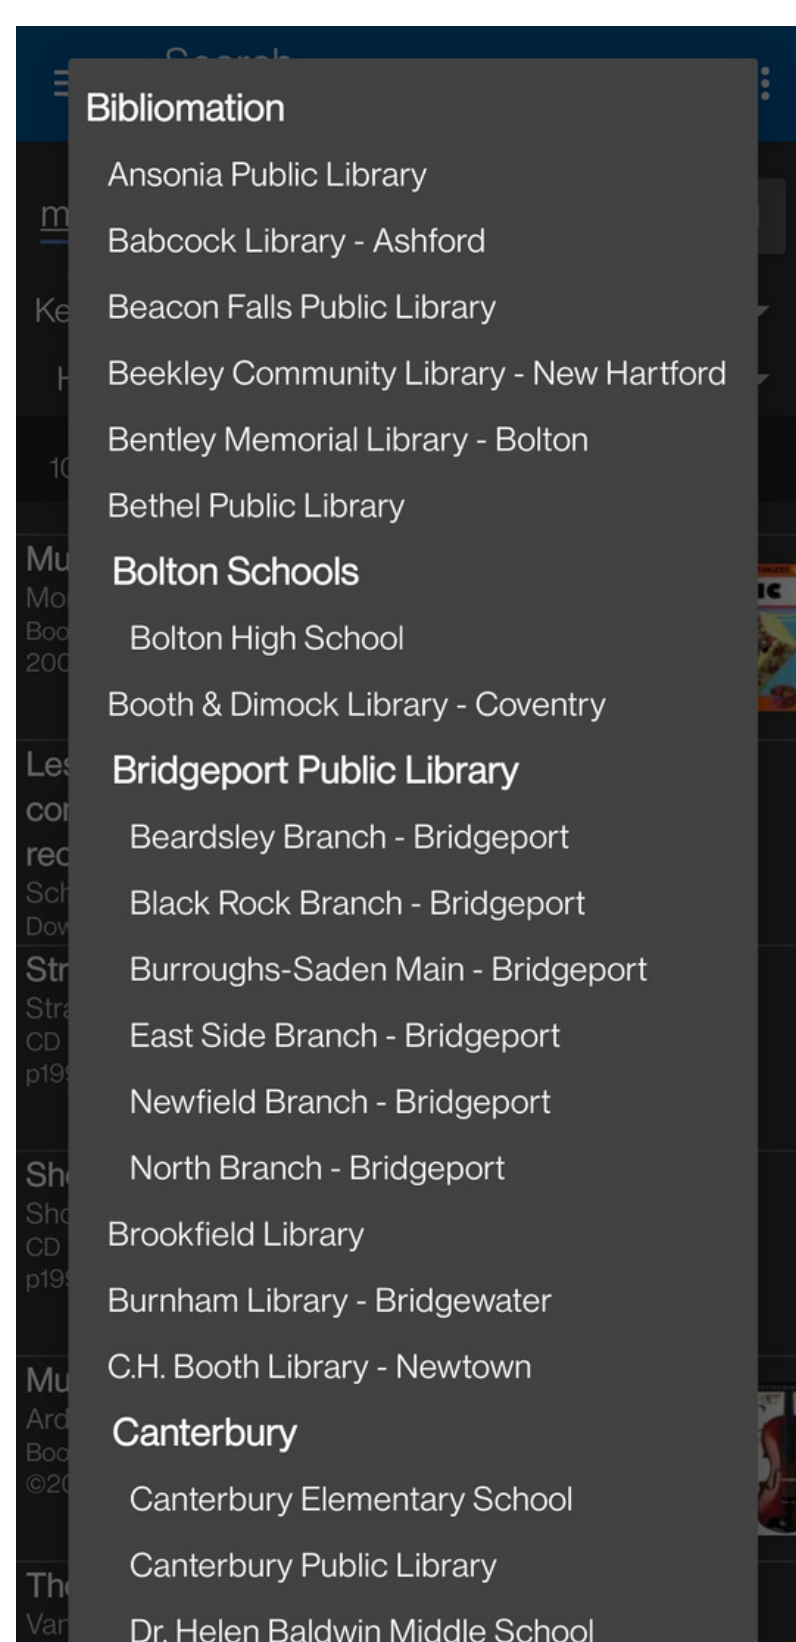 Search
Bibliomation
Ansonia Public Library
Babcock Library - Ashford
Beacon Falls Public Library
Beekley Community Library - New Hartford
Bentley Memorial Library - Bolton
Bethel Public Library
Bolton Schools
Bolton High School
Booth & Dimock Library - Coventry
Bridgeport Public Library
Beardsley Branch - Bridgeport
Black Rock Branch - Bridgeport
Burroughs-Saden Main - Bridgeport
East Side Branch - Bridgeport
Newfield Branch - Bridgeport
North Branch - Bridgeport
CD
Brookfield Library
CD
Burnham Library - Bridgewater
C.H. Booth Library - Newtown
Canterbury
Canterbury Elementary School
Canterbury Public Library
Dr. Helen Baldwin Middle School